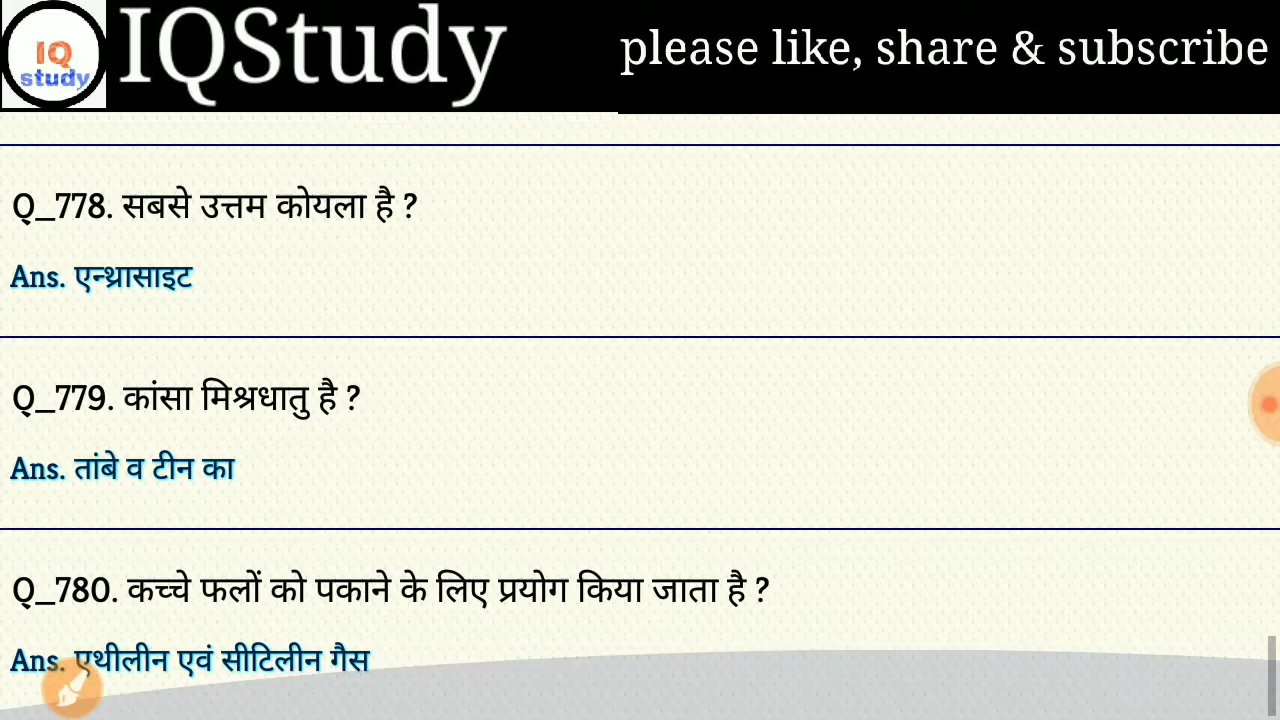 IQ
study
IQStudy
please like, share & subscribe
Q_778. सबसे उत्तम कोयला है ?
Ans. एन्थ्रासाइट
Q_779. कांसा मिश्रधातु है ?
Ans. तांबे व टीन का
Q_780. कच्चे फलों को पकाने के लिए प्रयोग किया जाता है ?
Ans. एथीलीन एवं सीटिलीन गैस